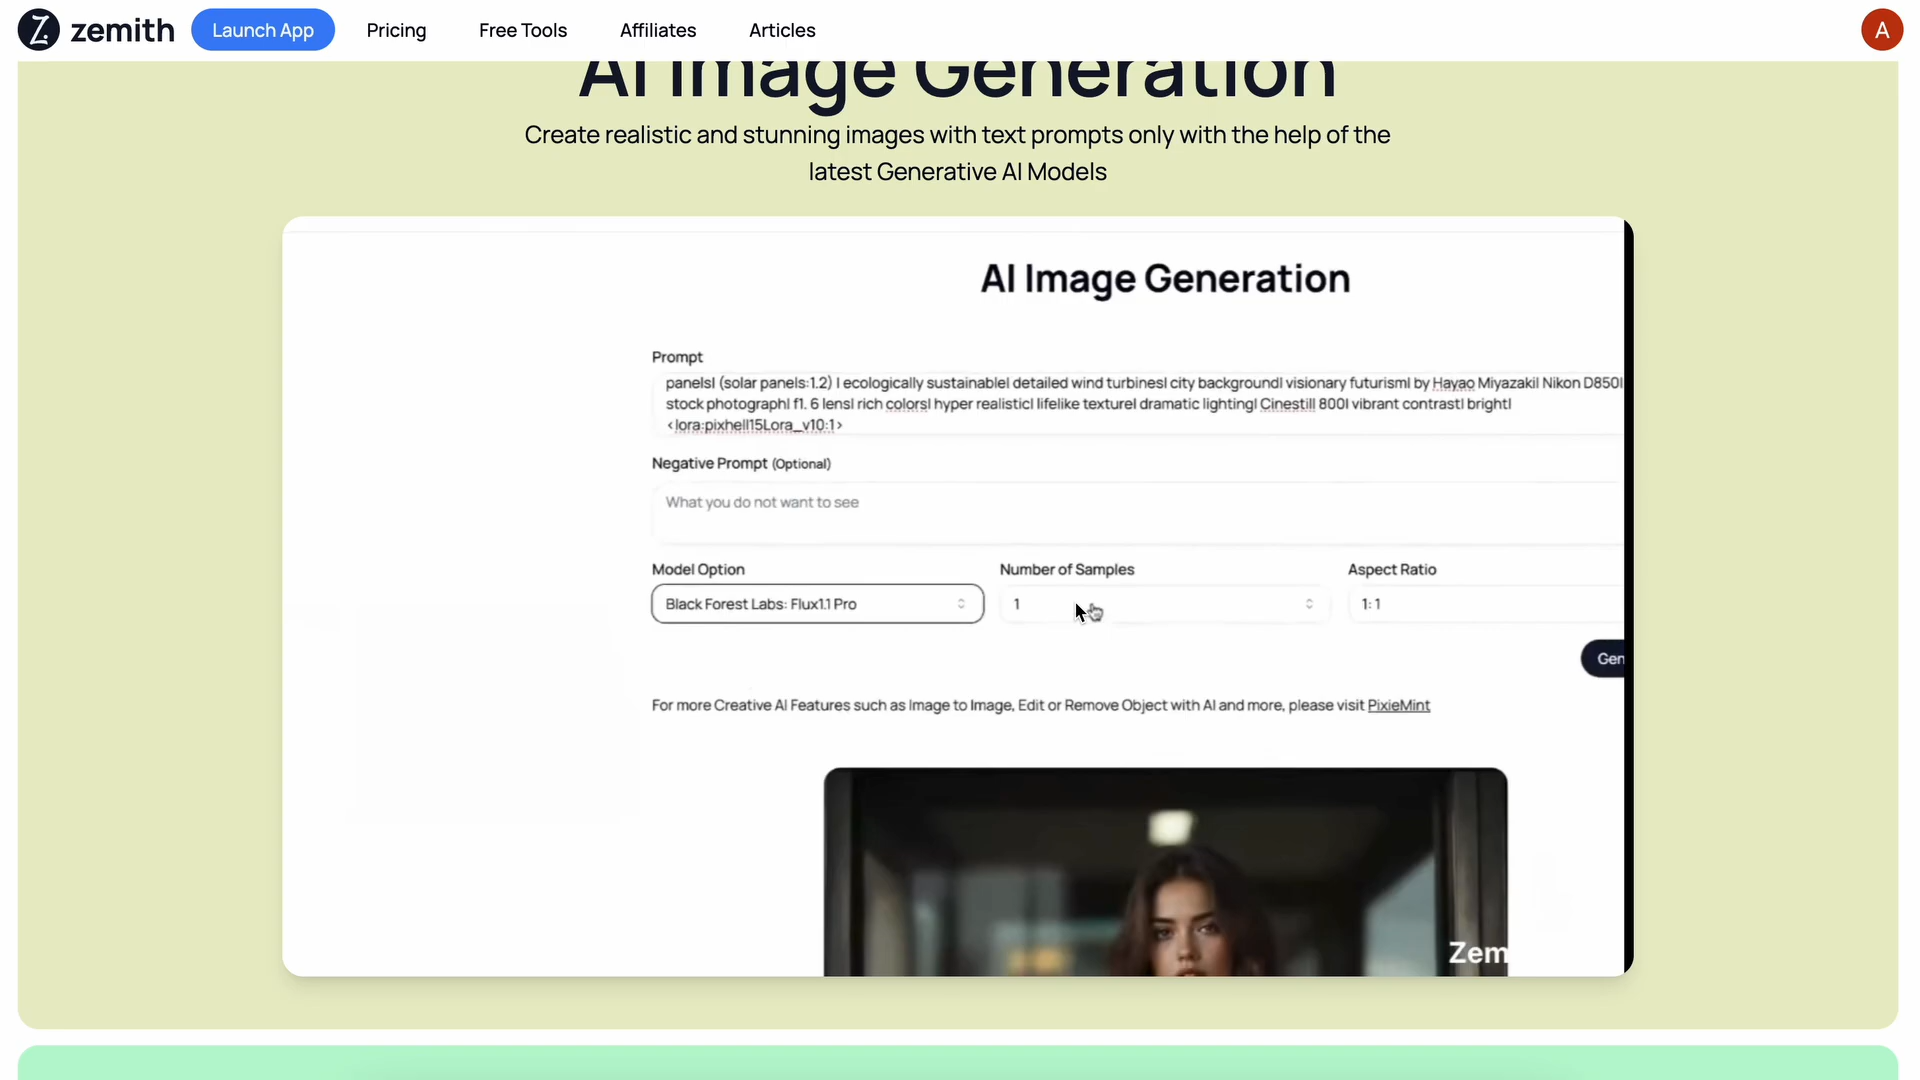 zemith
Launch App
Pricing
Free Tools
Affiliates
Articles
A
AI Image Generation
Create realistic and stunning images with text prompts only with the help of the
latest Generative AI Models
AI Image Generation
Prompt
panels| (solar panels:1.2) | ecologically sustainable| detailed wind turbines| city background| visionary futurism| by Hayao Miyazaki| Nikon D850|
stock photograph| f1. 6 lens| rich colors| hyper realistic| lifelike texture| dramatic lighting| Cinestill 800| vibrant contrast| bright|
<lora:pixhell15Lora_v10:1>
Negative Prompt (Optional)
What you do not want to see
Model Option
Number of Samples
Aspect Ratio
Black Forest Labs: Flux1.1 Pro
1
1: 1
Gen
For more Creative AI Features such as Image to Image, Edit or Remove Object with AI and more, please visit PixieMint
Zem